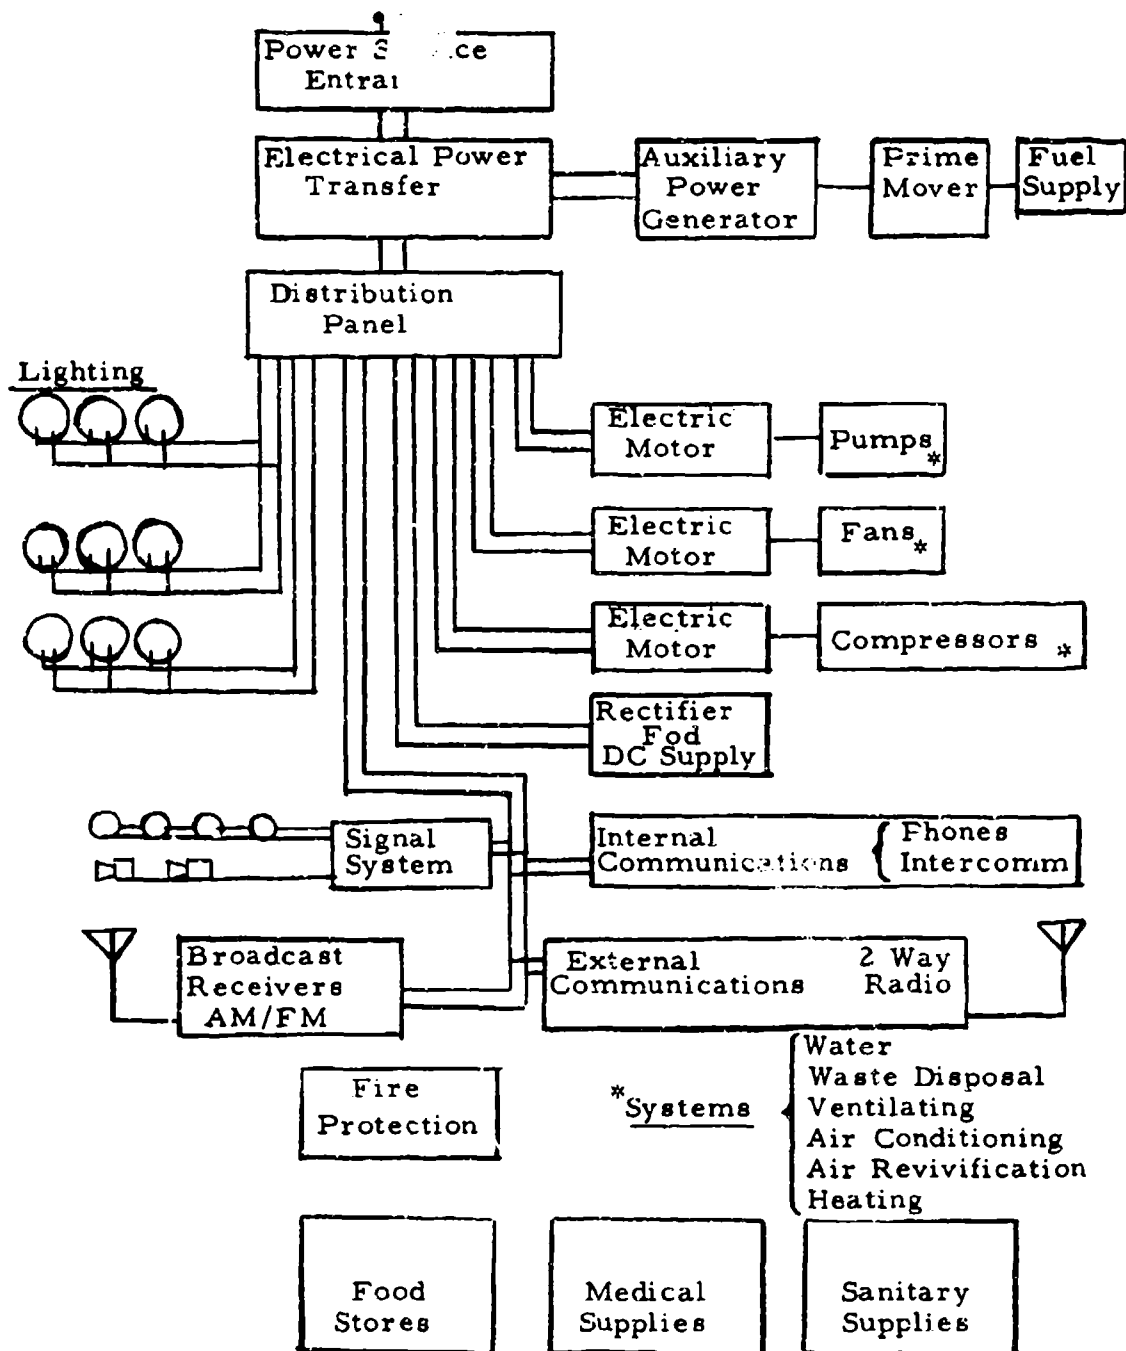 Power
Electrical Power
Transfer
Auxiliary
Power
Generator
Prime
Mover
Fuel
Supply
Distribution
Panel
Lighting
Electric
Motor
Pumps*
Electric
Motor
Fans*
Electric
Motor
Compressors *
Rectifier
Fod
DC Supply
Signal
System
Internal
Communications
Fhones
Intercomm
Broadcast
Receivers
AM/FM
External
Communications
2 Way
Radio
Fire
Protection
*Systems
Water
Waste Disposal
Ventilating
Air Conditioning
Air Revivification
Heating
Food
Stores
Medical
Supplies
Sanitary
Supplies